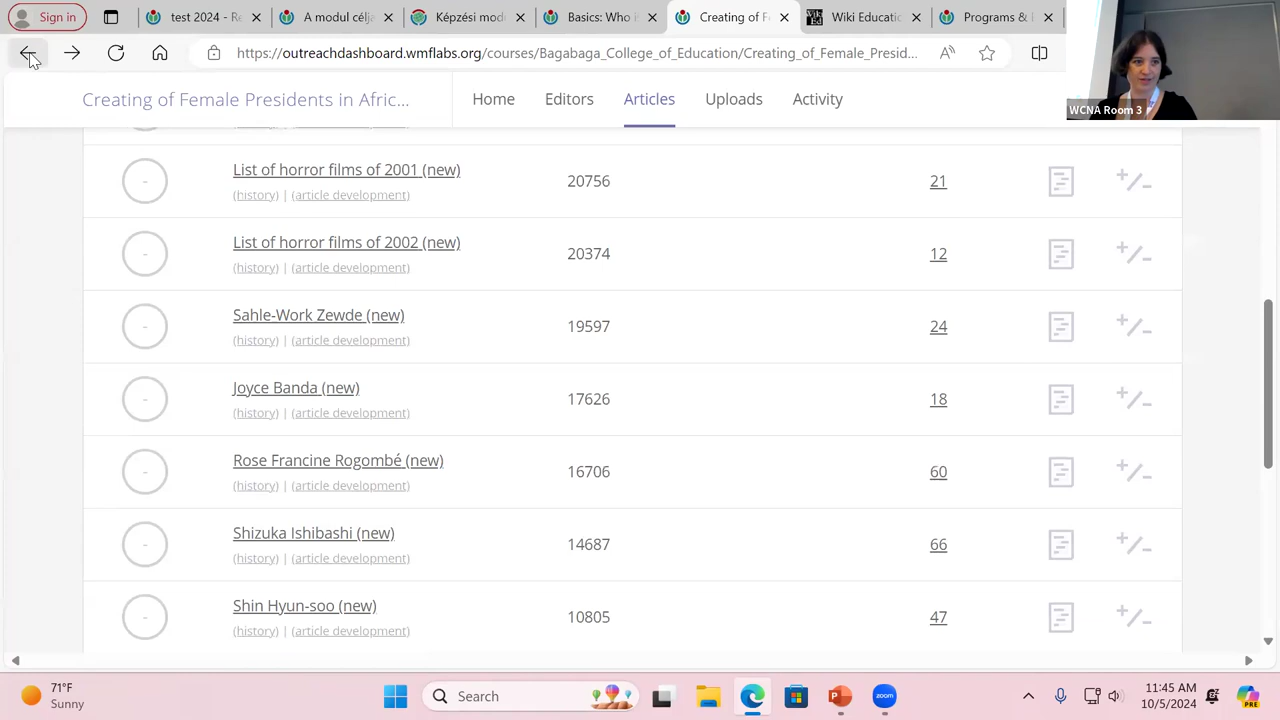 Sign in
test 2024 - Re
A modul célja
Képzési mode
Basics: Who i
Creating of F
Wiki Educatio
Programs & E
https://outreachdashboard.wmflabs.org/courses/Bagabaga_College_of_Education/Creating_of_Female_Presid...
WCNA Room 3
Creating of Female Presidents in Afric...
Home
Editors
Articles
Uploads
Activity
List of horror films of 2001 (new)
(history) | (article development)
20756
21
List of horror films of 2002 (new)
(history) | (article development)
20374
12
Sahle-Work Zewde (new)
(history) | (article development)
19597
24
Joyce Banda (new)
(history) | (article development)
17626
18
Rose Francine Rogombé (new)
(history) | (article development)
16706
60
Shizuka Ishibashi (new)
(history) | (article development)
14687
66
Shin Hyun-soo (new)
(history) | (article development)
10805
47
71°F
Sunny
Search
zoom
11:45 AM
10/5/2024
PRE